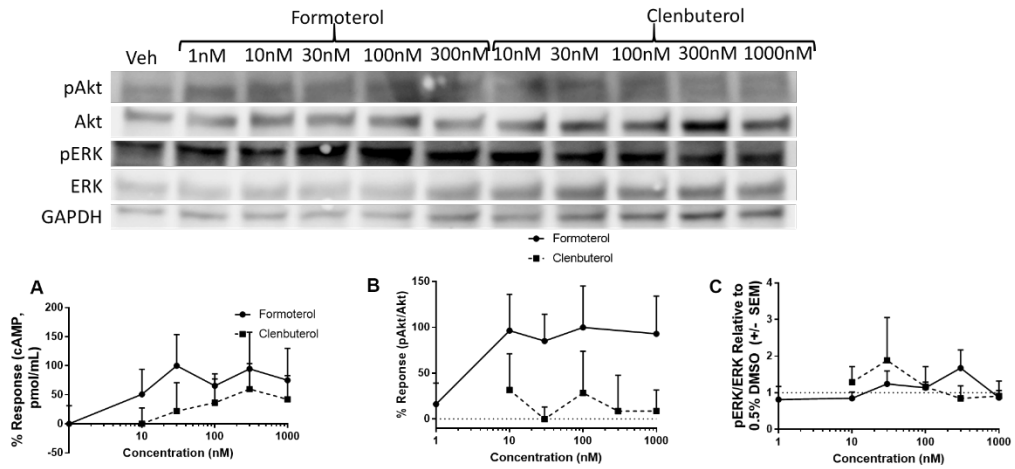 Formoterol Clenbuterol
Veh 1nM 10nM 30nM 100nM 300nM 10nM 30nM 100nM 300nM 1000nM
pAkt
Akt
pERK
ERK
GAPDH
Formoterol
Clenbuterol
A
Formoterol
Clenbuterol
% Response (cAMP,
pmol/mL)
200
150
100
50
0
-50
10 100 1000
Concentration (nM)
B
% Response (pAkt/Akt)
150
100
50
0
1 10 100 1000
Concentration (nM)
C
pERK/ERK Relative to
0.5% DMSO (+/- SEM)
4
3
2
1
0
1 10 100 1000
Concentration (nM)